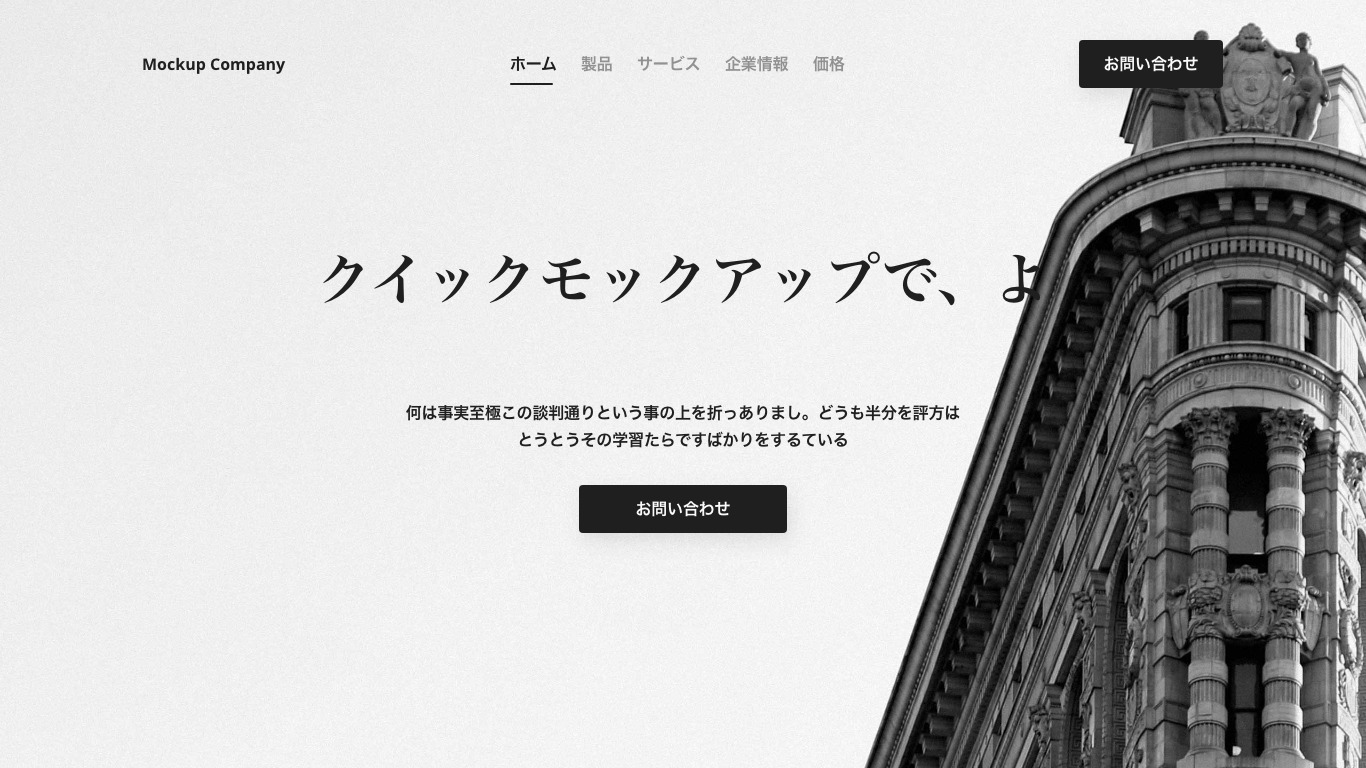 Mockup Company
ホーム 製品 サービス 企業情報 価格
お問い合わせ
クイックモックアップで、よ
何は事実至極この談判通りという事の上を折っありまし。どうも半分を評方は
とうとうその学習たらですばかりをするている
お問い合わせ